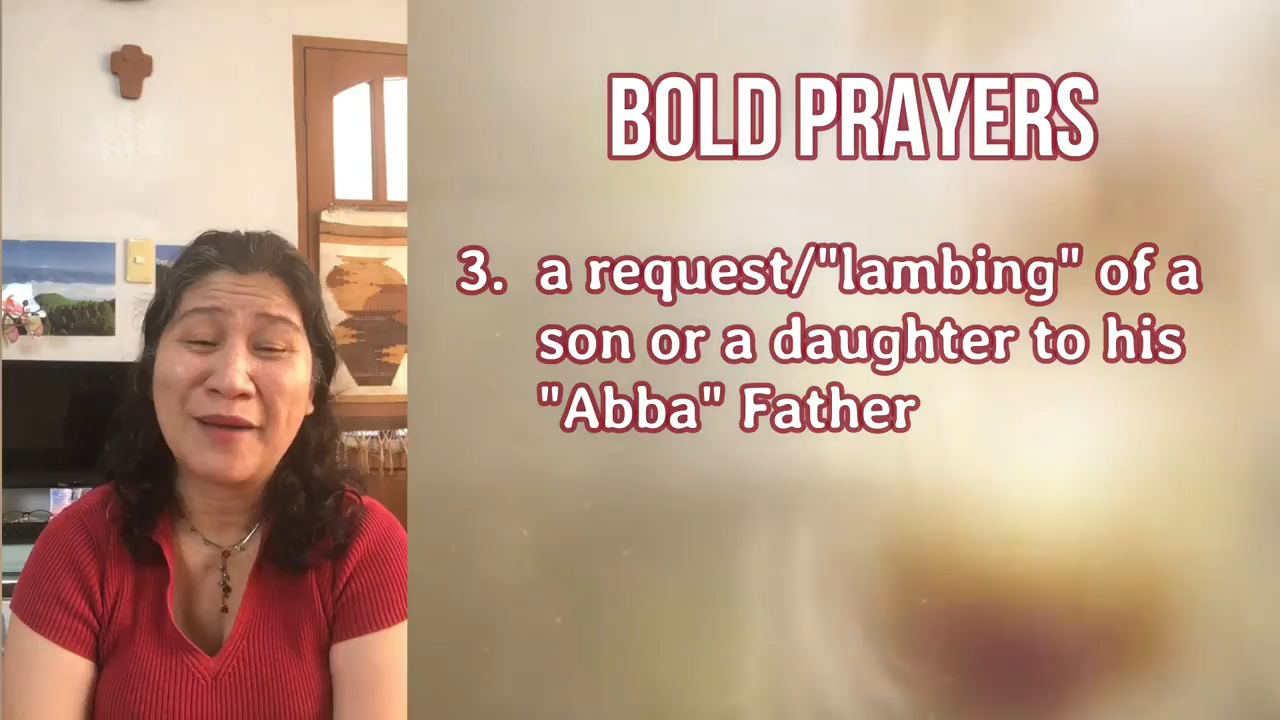 BOLD PRAYERS
3. a request/"lambing" of a
son or a daughter to his
"Abba" Father